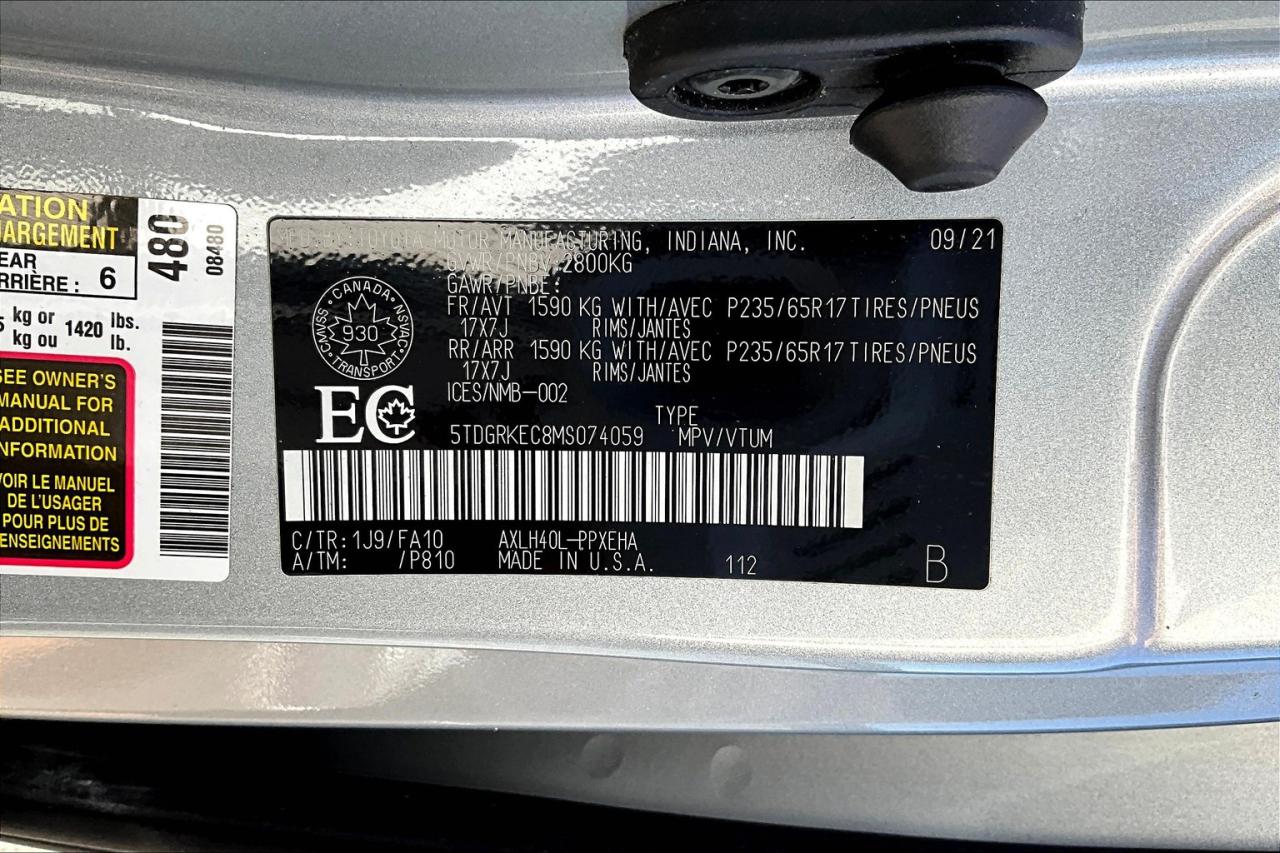 ATION
ARGEMENT
EAR
RRIÈRE : 6
480
08480
kg or 1420 lbs.
kg ou lb.
SEE OWNER'S
MANUAL FOR
ADDITIONAL
INFORMATION
VOIR LE MANUEL
DE L'USAGER
POUR PLUS DE
ENSEIGNEMENTS
TOYOTA MOTOR MANUFACTURING, INDIANA, INC. 09/21
GVWR/PNBV 2800KG
GAWR/PNBE:
FR/AVT 1590 KG WITH/AVEC P235/65R17 TIRES/PNEUS
17X7J RIMS/JANTES
RR/ARR 1590 KG WITH/AVEC P235/65R17 TIRES/PNEUS
17X7J RIMS/JANTES
ICES/NMB-002
CANADA
CMVSS 930 NSVAC
TRANSPORT
EC
TYPE
5TDGRKEC8MS074059 MPV/VTUM
C/TR: 1J9/FA10 AXLH40L-PPXEHA
A/TM: /P810 MADE IN U.S.A. 112 B